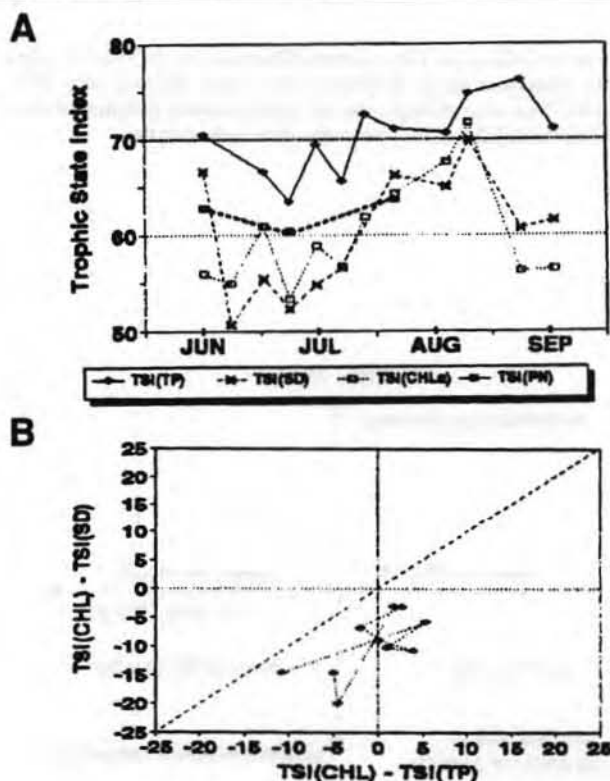 A
80
70
60
50
Trophic State Index
JUN JUL AUG SEP
TSI(TP) TSI(SD) TSI(CHLa) TSI(PN)
B
25
20
15
10
5
0
-5
-10
-15
-20
-25
TSI(CHL) - TSI(SD)
-25 -20 -15 -10 -5 0 5 10 15 20 25
TSI(CHL) - TSI(TP)